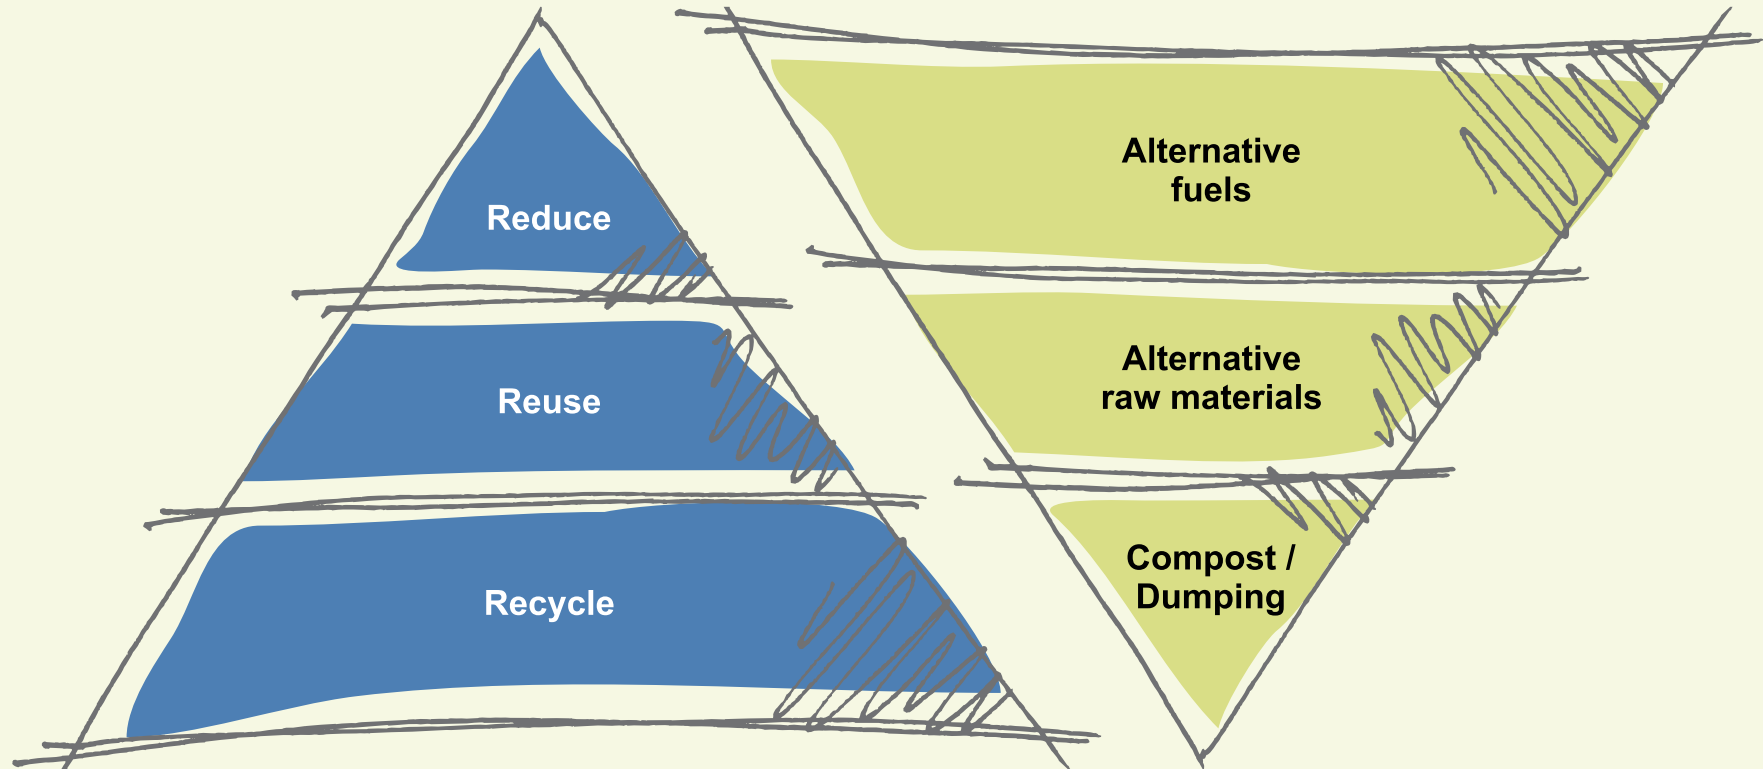 Reduce
Reuse
Recycle
Alternative
fuels
Alternative
raw materials
Compost /
Dumping